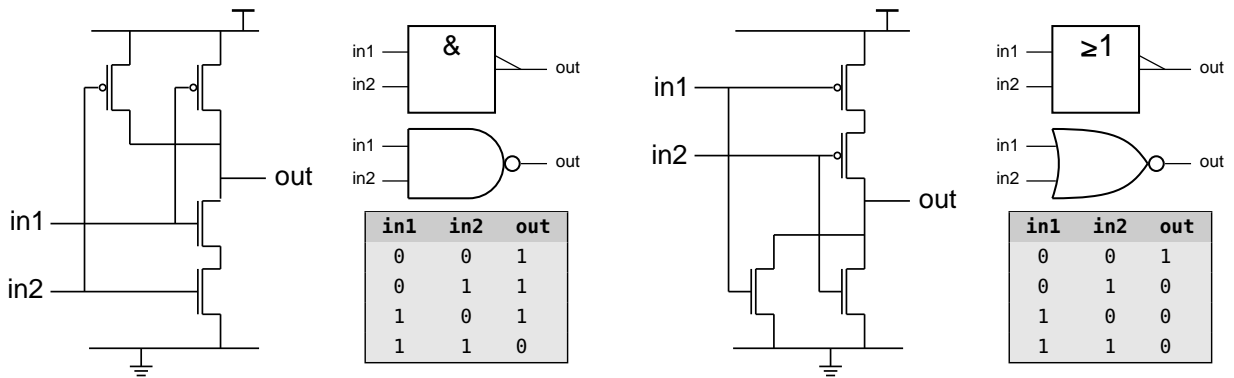 in1
in2
out
&
in1
in2
out
in1
in2
out
in1 in2 out
0 0 1
0 1 1
1 0 1
1 1 0
in1
in2
out
≥1
in1
in2
out
in1
in2
out
in1 in2 out
0 0 1
0 1 0
1 0 0
1 1 0